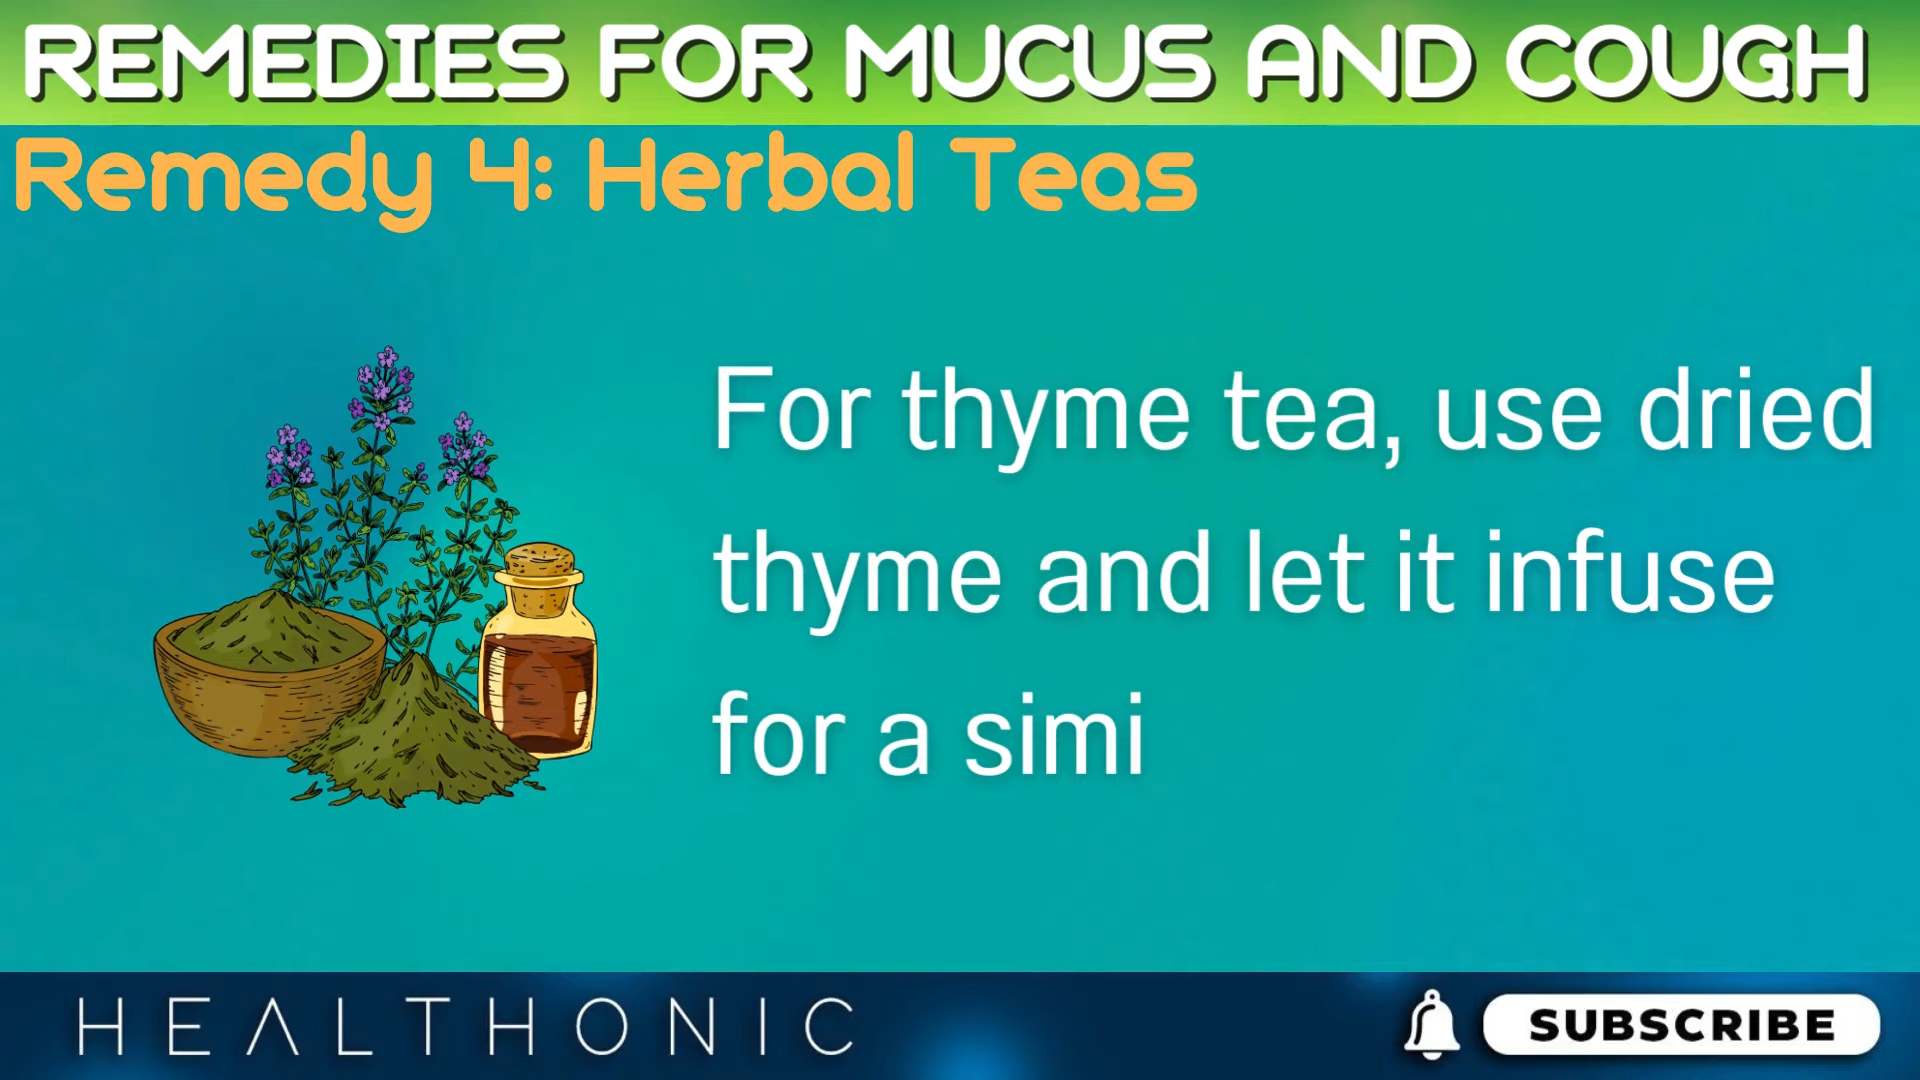 REMEDIES FOR MUCUS AND COUGH
Remedy 4: Herbal Teas
For thyme tea, use dried
thyme and let it infuse
for a simi
HEALTHONIC
SUBSCRIBE